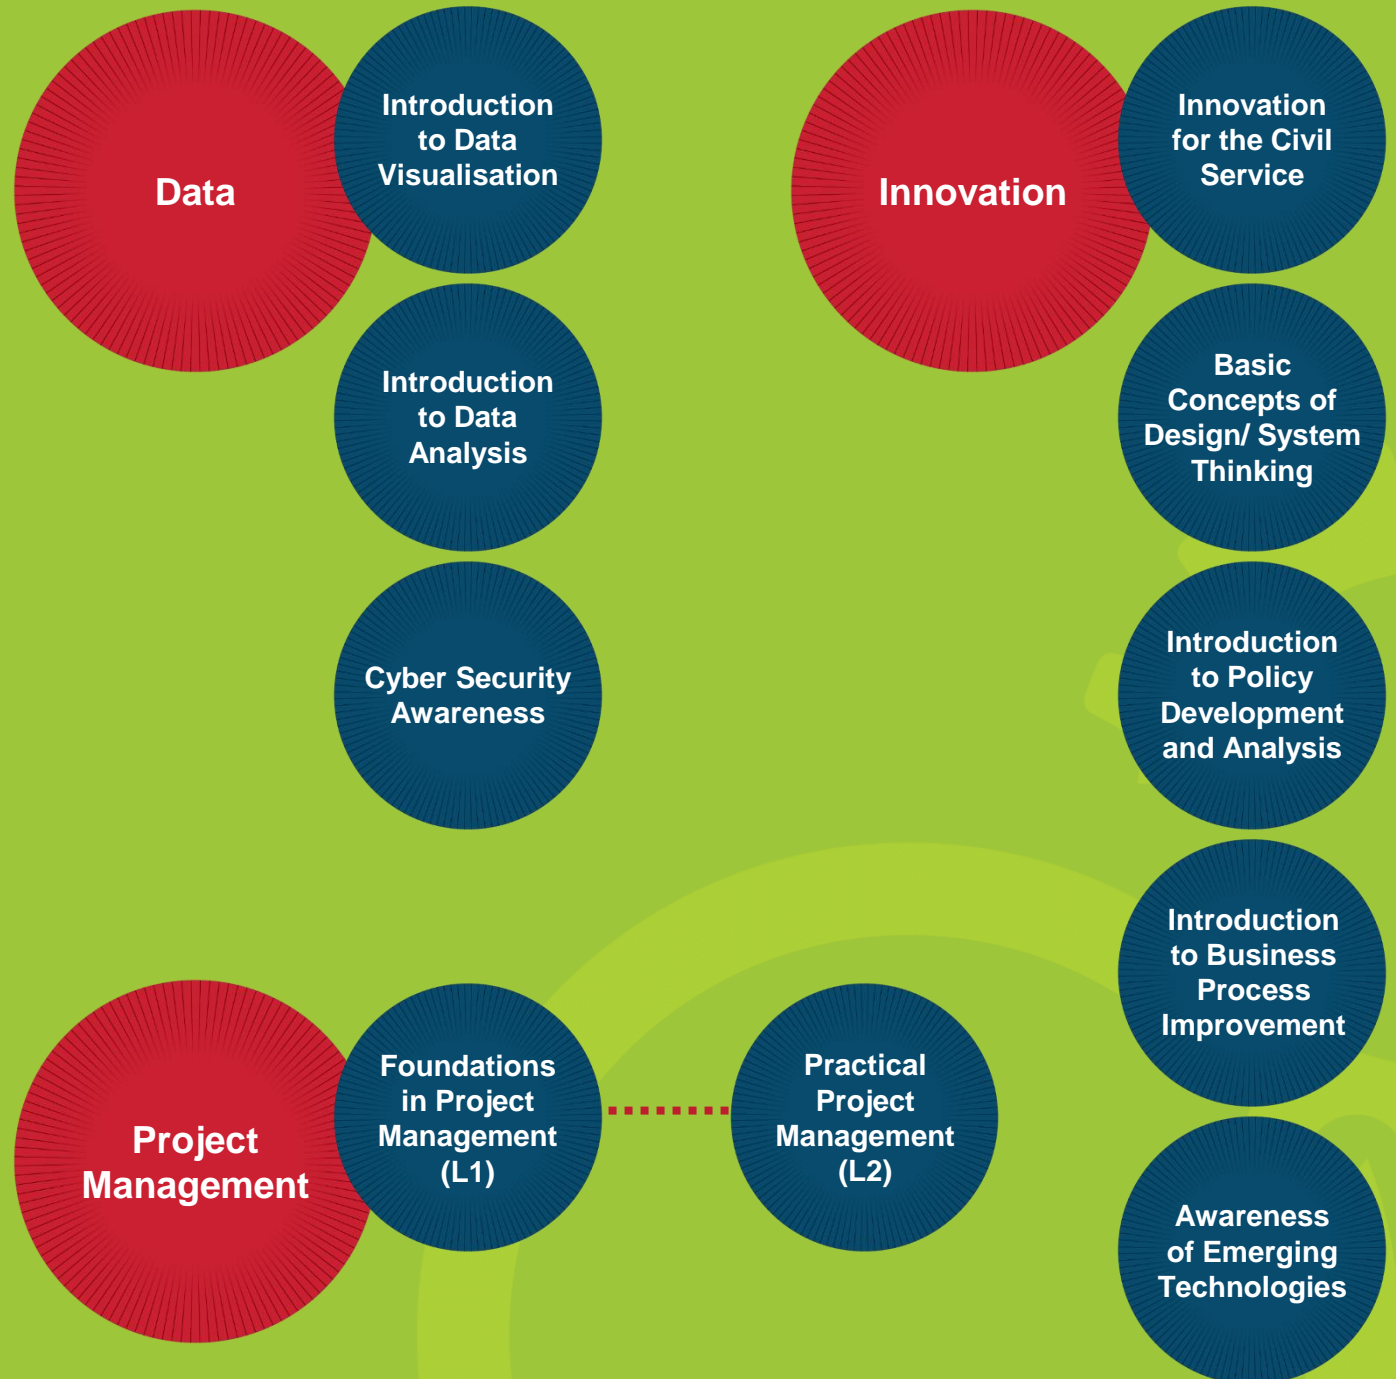 Data
Introduction
to Data
Visualisation
Introduction
to Data
Analysis
Cyber Security
Awareness
Innovation
Innovation
for the Civil
Service
Basic
Concepts of
Design/ System
Thinking
Introduction
to Policy
Development
and Analysis
Introduction
to Business
Process
Improvement
Awareness
of Emerging
Technologies
Project
Management
Foundations
in Project
Management
(L1)
Practical
Project
Management
(L2)